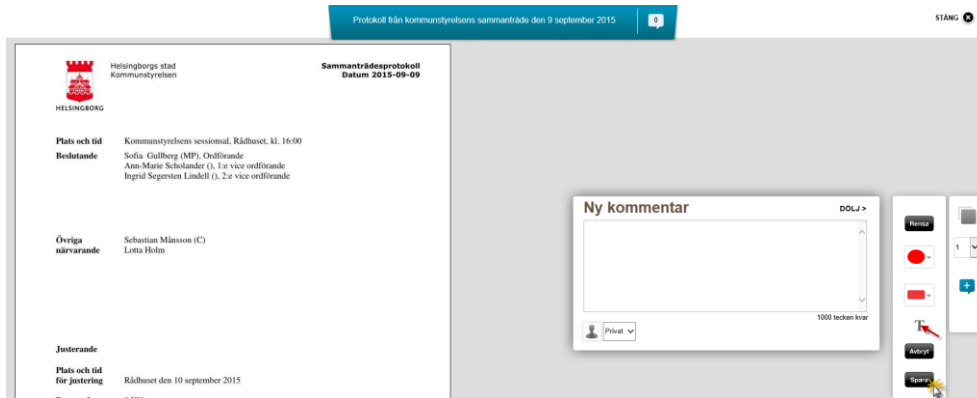 Protokoll från kommunstyrelsens sammanträde den 9 september 2015
0
STÄNG
Helsingborgs stad
Kommunstyrelsen
Sammanträdesprotokoll
Datum 2015-09-09
HELSINGBORG
Plats och tid Kommunstyrelsens sessionsal, Rådhuset, kl. 16:00
Beslutande Sofia Gullberg (MP), Ordförande
Ann-Marie Scholander (), 1:e vice ordförande
Ingrid Segersten Lindell (), 2:e vice ordförande
Övriga Sebastian Månsson (C)
närvarande Lotta Holm
Justerande
Plats och tid
för justering Rådhuset den 10 september 2015
Ny kommentar
DÖLJ >
1000 tecken kvar
Privat
Rensa
1
T
Avbryt
Spara